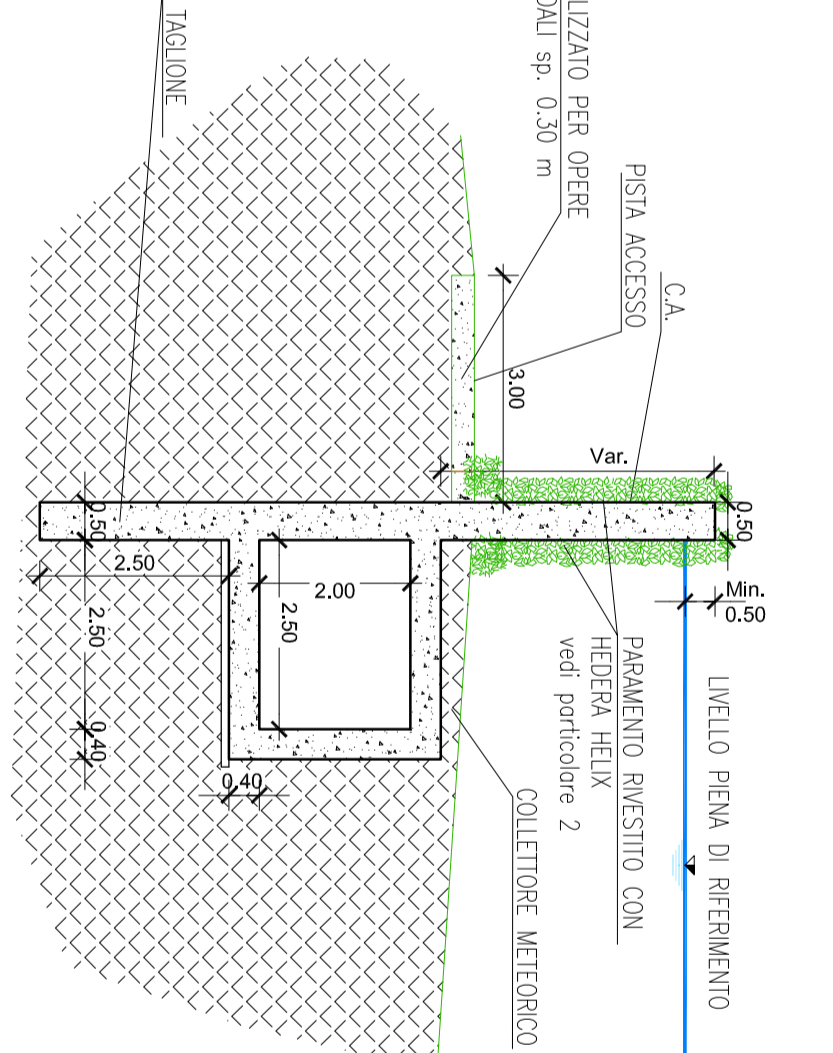 TAGLIONE
LIZZATO PER OPERE
DALI sp. 0.30 m
PISTA ACCESSO
C.A.
3.00
Var.
0.50
Min.
0.50
LIVELLO PIENA DI RIFERIMENTO
PARAMENTO RIVESTITO CON
HEDERA HELIX
vedi particolare 2
COLLETTORE METEORICO
0.50
2.50
2.00
2.50
2.50
0.40
0.40